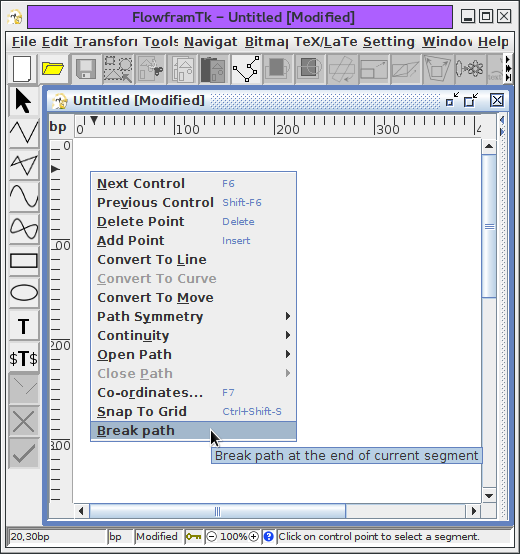 FlowframTk – Untitled [Modified]
File Edit Transfori Tools Navigat Bitmap TeX/LaTe Setting Window Help
Untitled [Modified]
bp 0 100 200 300 4
0
100
200
300
Next Control F6
Previous Control Shift-F6
Delete Point Delete
Add Point Insert
Convert To Line
Convert To Curve
Convert To Move
Path Symmetry
Continuity
Open Path
Close Path
Co-ordinates... F7
Snap To Grid Ctrl+Shift-S
Break path
Break path at the end of current segment
T
$T$
20,30bp bp Modified 100% ? Click on control point to select a segment.